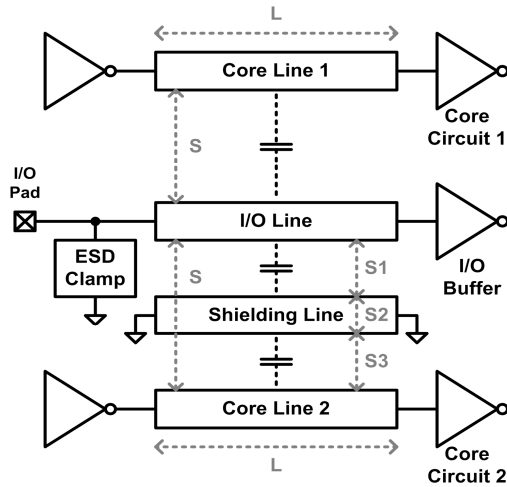 L
Core Line 1
Core
Circuit 1
S
I/O
Pad
I/O Line
ESD
Clamp
I/O
Buffer
S
S1
Shielding Line
S2
S3
Core Line 2
L
Core
Circuit 2